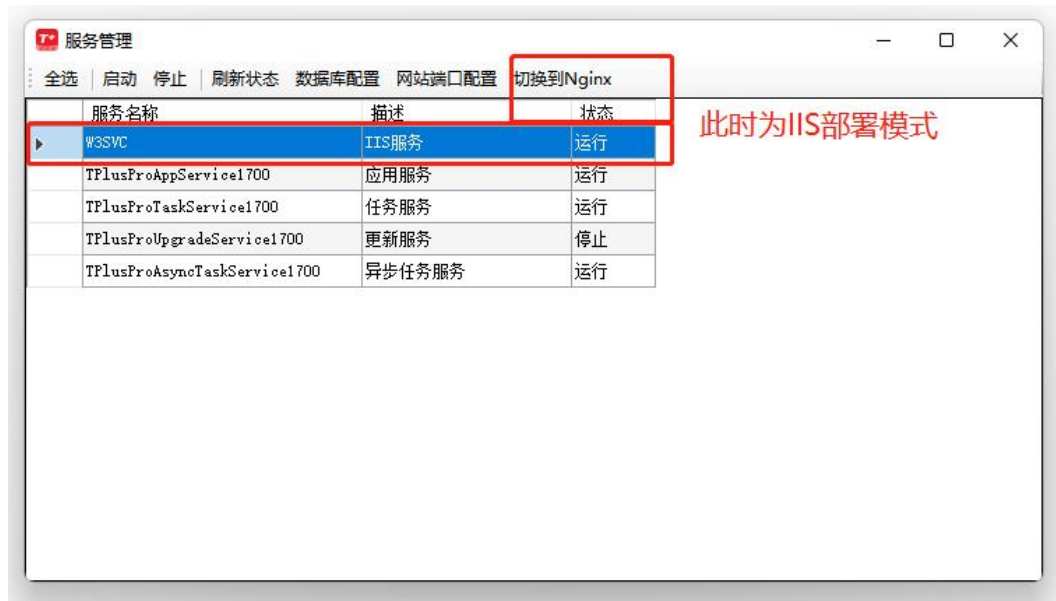 T+ 服务管理
全选 启动 停止 刷新状态 数据库配置 网站端口配置 切换到Nginx
服务名称 描述 状态
此时为IIS部署模式
W3SVC IIS服务 运行
TPlusProAppService1700 应用服务 运行
TPlusProTaskService1700 任务服务 运行
TPlusProUpgradeService1700 更新服务 停止
TPlusProAsyncTaskService1700 异步任务服务 运行